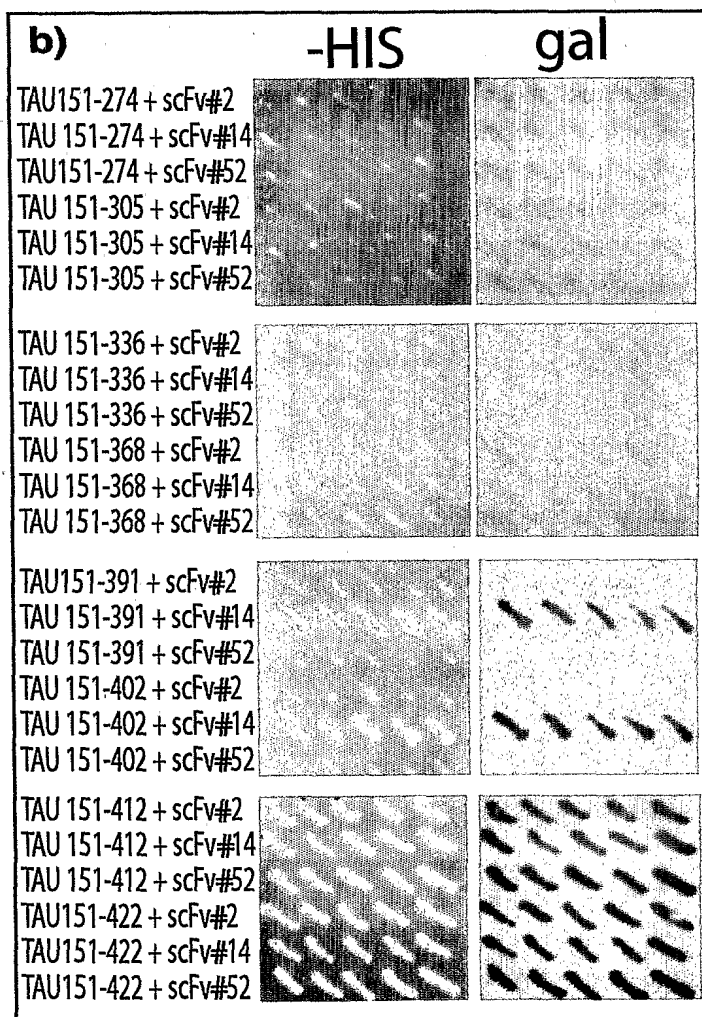 b) -HIS gal
TAU151-274 + scFv#2
TAU 151-274 + scFv#14
TAU151-274 + scFv#52
TAU 151-305 + scFv#2
TAU 151-305 + scFv#14
TAU 151-305 + scFv#52
TAU 151-336 + scFv#2
TAU 151-336 + scFv#14
TAU 151-336 + scFv#52
TAU 151-368 + scFv#2
TAU 151-368 + scFv#14
TAU 151-368 + scFv#52
TAU151-391 + scFv#2
TAU 151-391 + scFv#14
TAU 151-391 + scFv#52
TAU 151-402 + scFv#2
TAU 151-402 + scFv#14
TAU 151-402 + scFv#52
TAU 151-412 + scFv#2
TAU 151-412 + scFv#14
TAU 151-412 + scFv#52
TAU151-422 + scFv#2
TAU151-422 + scFv#14
TAU151-422 + scFv#52